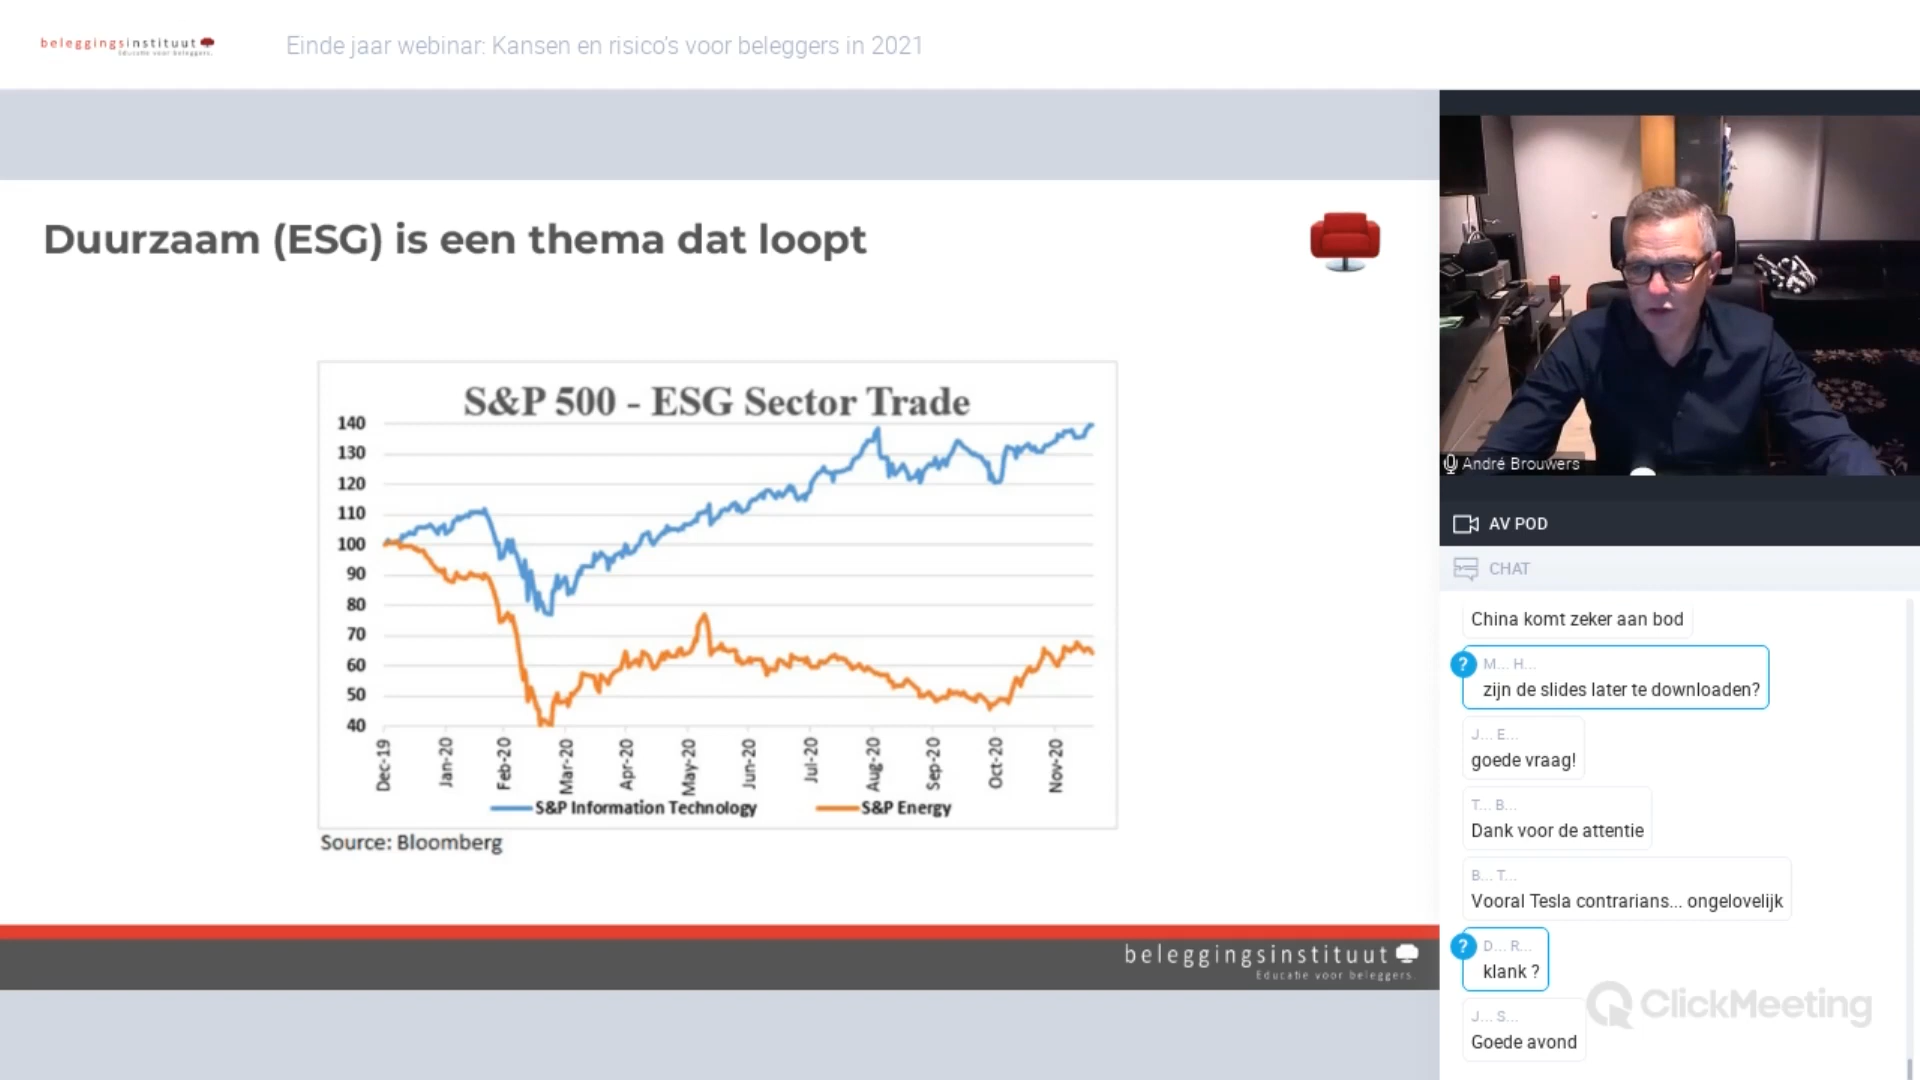 beleggingsinstituut
Educatie voor beleggers.
Einde jaar webinar: Kansen en risico's voor beleggers in 2021
Duurzaam (ESG) is een thema dat loopt
S&P 500 - ESG Sector Trade
140
130
120
110
100
90
80
70
60
50
40
Dec-19
Jan-20
Feb-20
Mar-20
Apr-20
May-20
Jun-20
Jul-20
Aug-20
Sep-20
Oct-20
Nov-20
S&P Information Technology
S&P Energy
Source: Bloomberg
beleggingsinstituut
Educatie voor beleggers.
André Brouwers
AV POD
CHAT
China komt zeker aan bod
? M... H...
zijn de slides later te downloaden?
J... E...
goede vraag!
T... B...
Dank voor de attentie
B... T...
Vooral Tesla contrarians... ongelovelijk
? D... R...
klank ?
J... S...
Goede avond
ClickMeeting